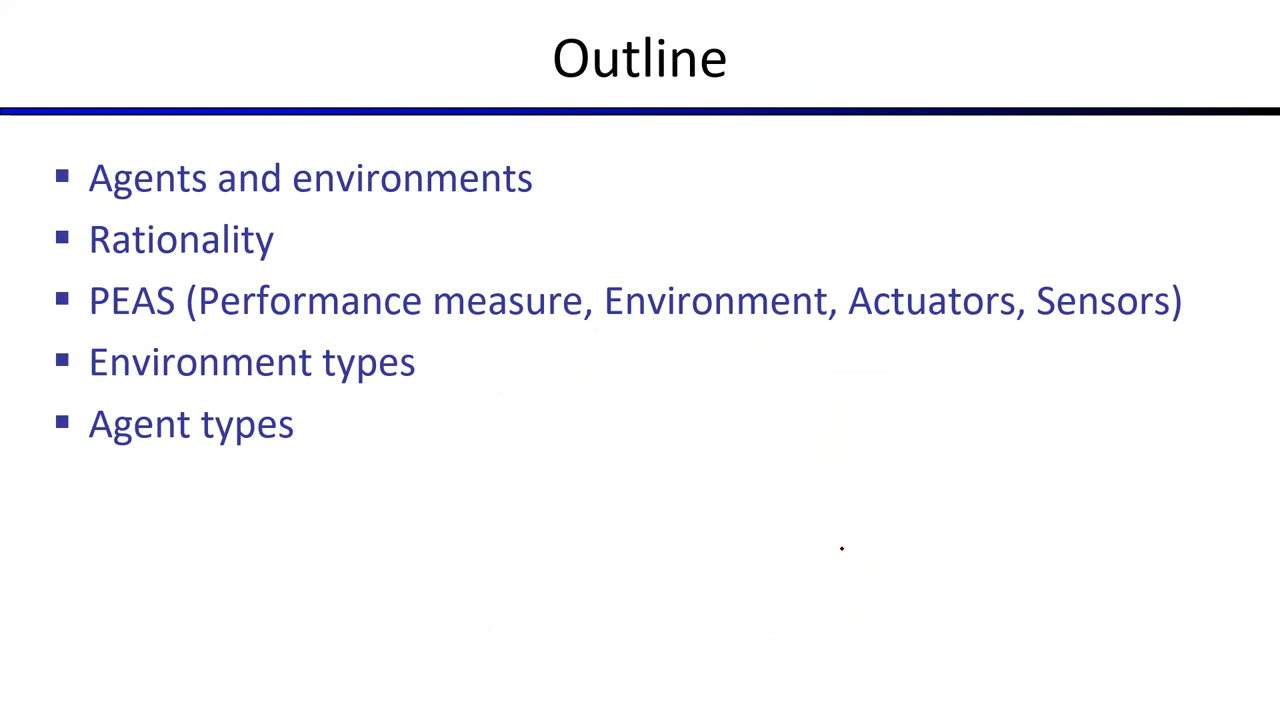 Outline
▪ Agents and environments
▪ Rationality
▪ PEAS (Performance measure, Environment, Actuators, Sensors)
▪ Environment types
▪ Agent types